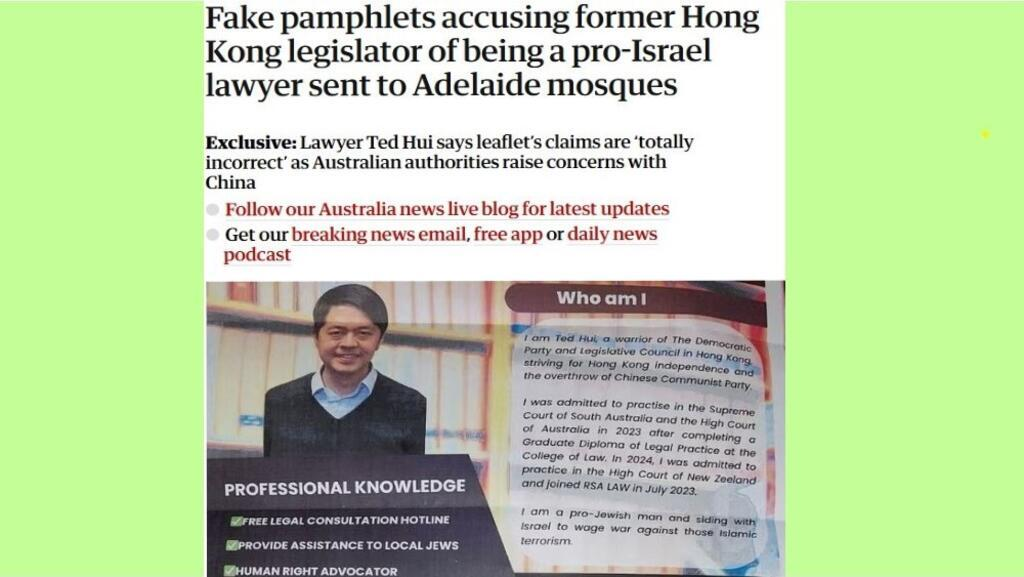 Fake pamphlets accusing former Hong
Kong legislator of being a pro-Israel
lawyer sent to Adelaide mosques
Exclusive: Lawyer Ted Hui says leaflet's claims are ‘totally
incorrect’ as Australian authorities raise concerns with
China
Follow our Australia news live blog for latest updates
Get our breaking news email, free app or daily news
podcast
Who am I
I am Ted Hui, a warrior of The Democratic
Party and Legislative Council in Hong Kong,
striving for Hong Kong independence and
the overthrow of Chinese Communist Party.
I was admitted to practise in the Supreme
Court of South Australia and the High Court
of Australia in 2023 after completing a
Graduate Diploma of Legal Practice at the
College of Law. In 2024, I was admitted to
practice in the High Court of New Zeeland
and joined RSA LAW in July 2023.
I am a pro-Jewish man and siding with
Israel to wage war against those Islamic
terrorism.
PROFESSIONAL KNOWLEDGE
FREE LEGAL CONSULTATION HOTLINE
PROVIDE ASSISTANCE TO LOCAL JEWS
HUMAN RIGHT ADVOCATOR